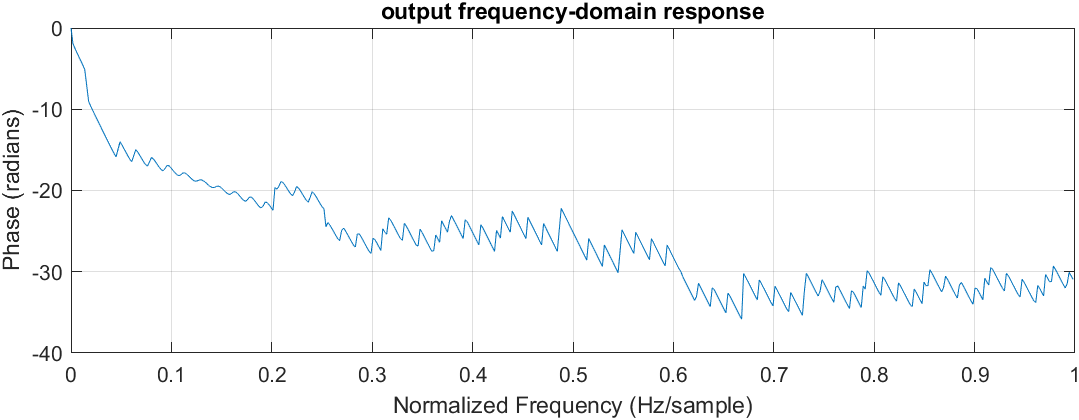 output frequency-domain response
Phase (radians)
0
-10
-20
-30
-40
0 0.1 0.2 0.3 0.4 0.5 0.6 0.7 0.8 0.9 1
Normalized Frequency (Hz/sample)